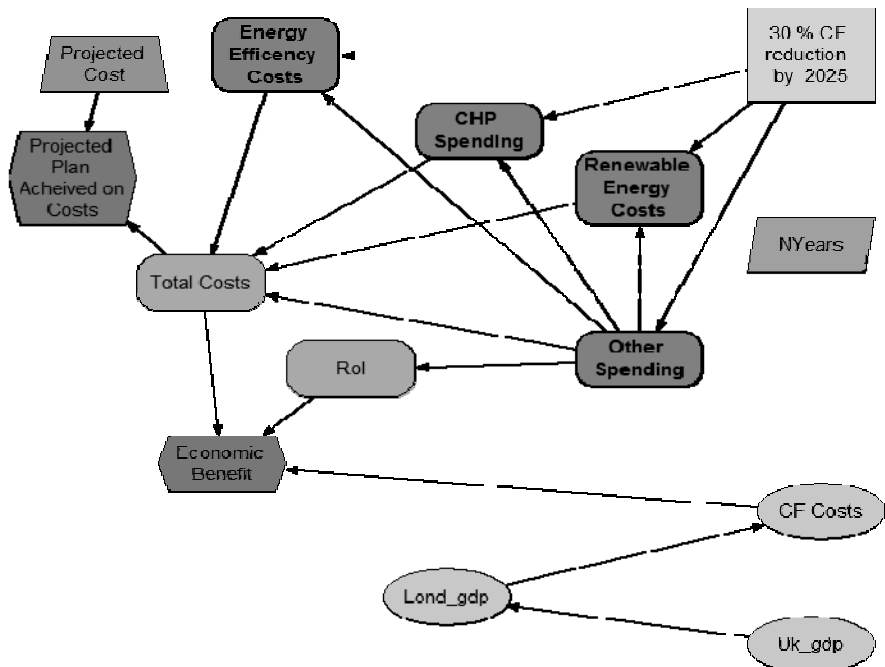 Projected
Cost
Energy
Efficency
Costs
30 % CF
reduction
by 2025
CHP
Spending
Projected
Plan
Acheived on
Costs
Renewable
Energy
Costs
NYears
Total Costs
RoI
Other
Spending
Economic
Benefit
CF Costs
Lond_gdp
Uk_gdp